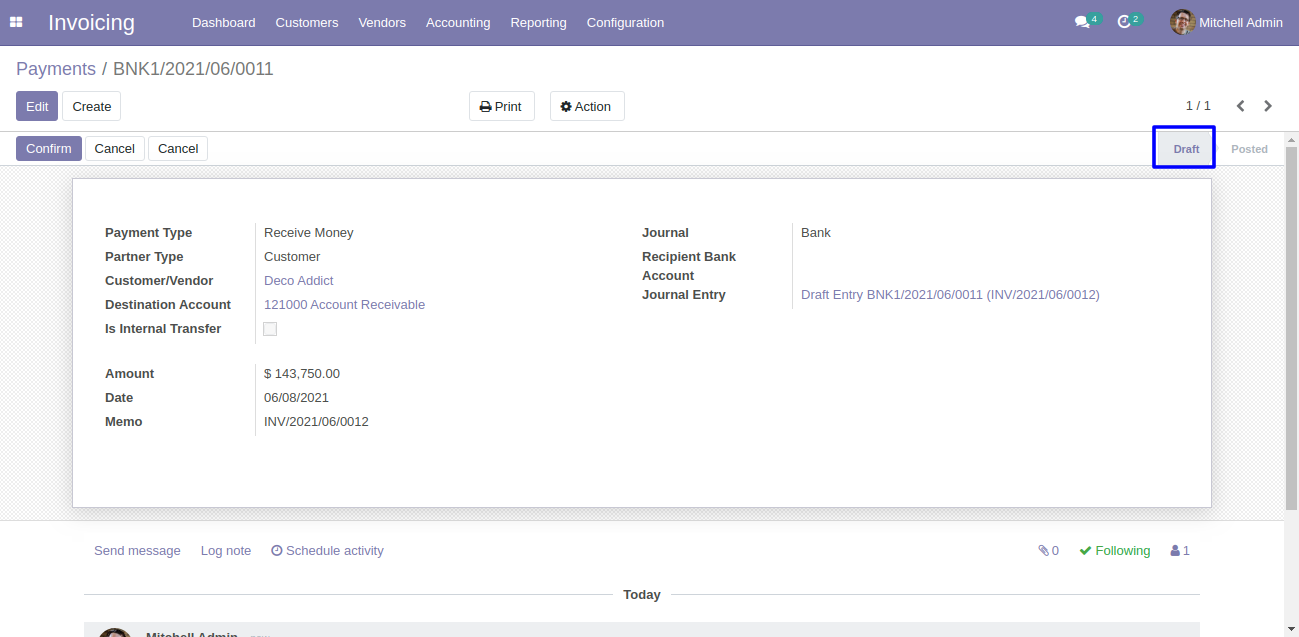 Invoicing Dashboard Customers Vendors Accounting Reporting Configuration 4 2 Mitchell Admin
Payments / BNK1/2021/06/0011
Edit Create Print Action 1 / 1
Confirm Cancel Cancel Draft Posted
Payment Type Receive Money
Partner Type Customer
Customer/Vendor Deco Addict
Destination Account 121000 Account Receivable
Is Internal Transfer
Journal Bank
Recipient Bank
Account
Journal Entry Draft Entry BNK1/2021/06/0011 (INV/2021/06/0012)
Amount $ 143,750.00
Date 06/08/2021
Memo INV/2021/06/0012
Send message Log note Schedule activity 0 Following 1
Today
Mitchell Admin